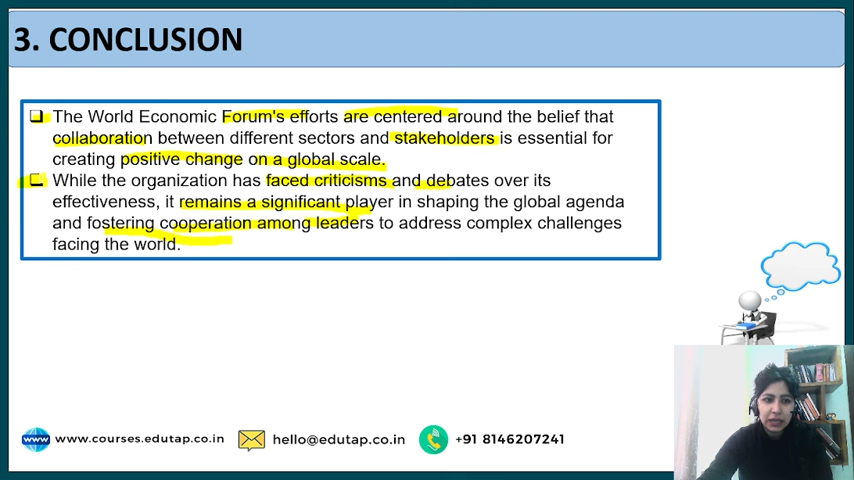 3. CONCLUSION
The World Economic Forum's efforts are centered around the belief that
collaboration between different sectors and stakeholders is essential for
creating positive change on a global scale.
While the organization has faced criticisms and debates over its
effectiveness, it remains a significant player in shaping the global agenda
and fostering cooperation among leaders to address complex challenges
facing the world.
www www.courses.edutap.co.in hello@edutap.co.in +91 8146207241